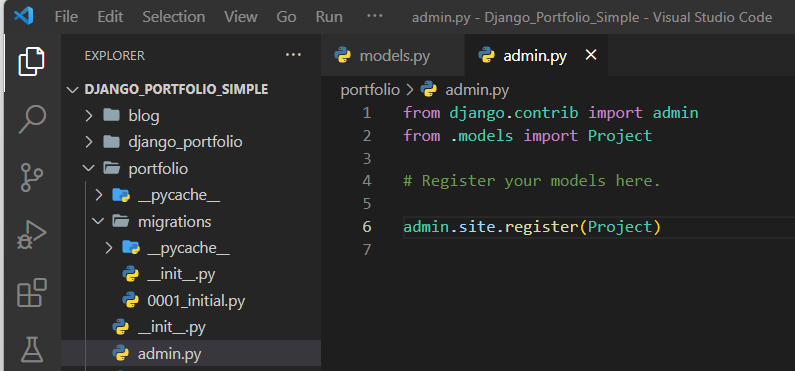 File Edit Selection View Go Run ··· admin.py - Django_Portfolio_Simple - Visual Studio Code
EXPLORER ···
DJANGO_PORTFOLIO_SIMPLE
blog
django_portfolio
portfolio
__pycache__
migrations
__pycache__
__init__.py
0001_initial.py
__init__.py
admin.py
models.py admin.py
portfolio > admin.py
1 from django.contrib import admin
2 from .models import Project
3
4 # Register your models here.
5
6 admin.site.register(Project)
7